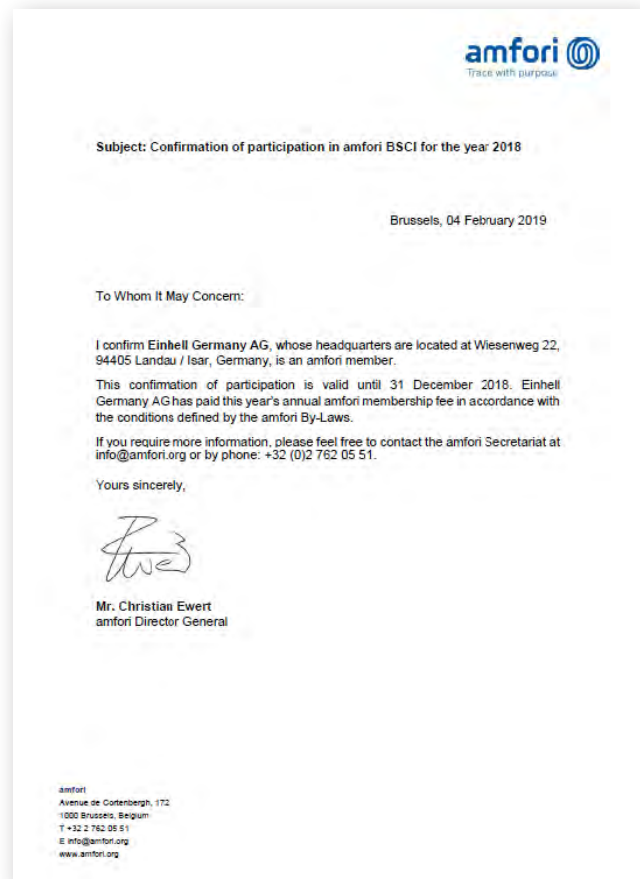 amfori
Trace with purpose
Subject: Confirmation of participation in amfori BSCI for the year 2018
Brussels, 04 February 2019
To Whom It May Concern:
I confirm Einhell Germany AG, whose headquarters are located at Wiesenweg 22,
94405 Landau / Isar, Germany, is an amfori member.
This confirmation of participation is valid until 31 December 2018. Einhell
Germany AG has paid this year's annual amfori membership fee in accordance with
the conditions defined by the amfori By-Laws.
If you require more information, please feel free to contact the amfori Secretariat at
info@amfori.org or by phone: +32 (0)2 762 05 51.
Yours sincerely,
Mr. Christian Ewert
amfori Director General
amfori
Avenue de Cortenbergh, 172
1000 Brussels, Belgium
T +32 2 762 05 51
E info@amfori.org
www.amfori.org